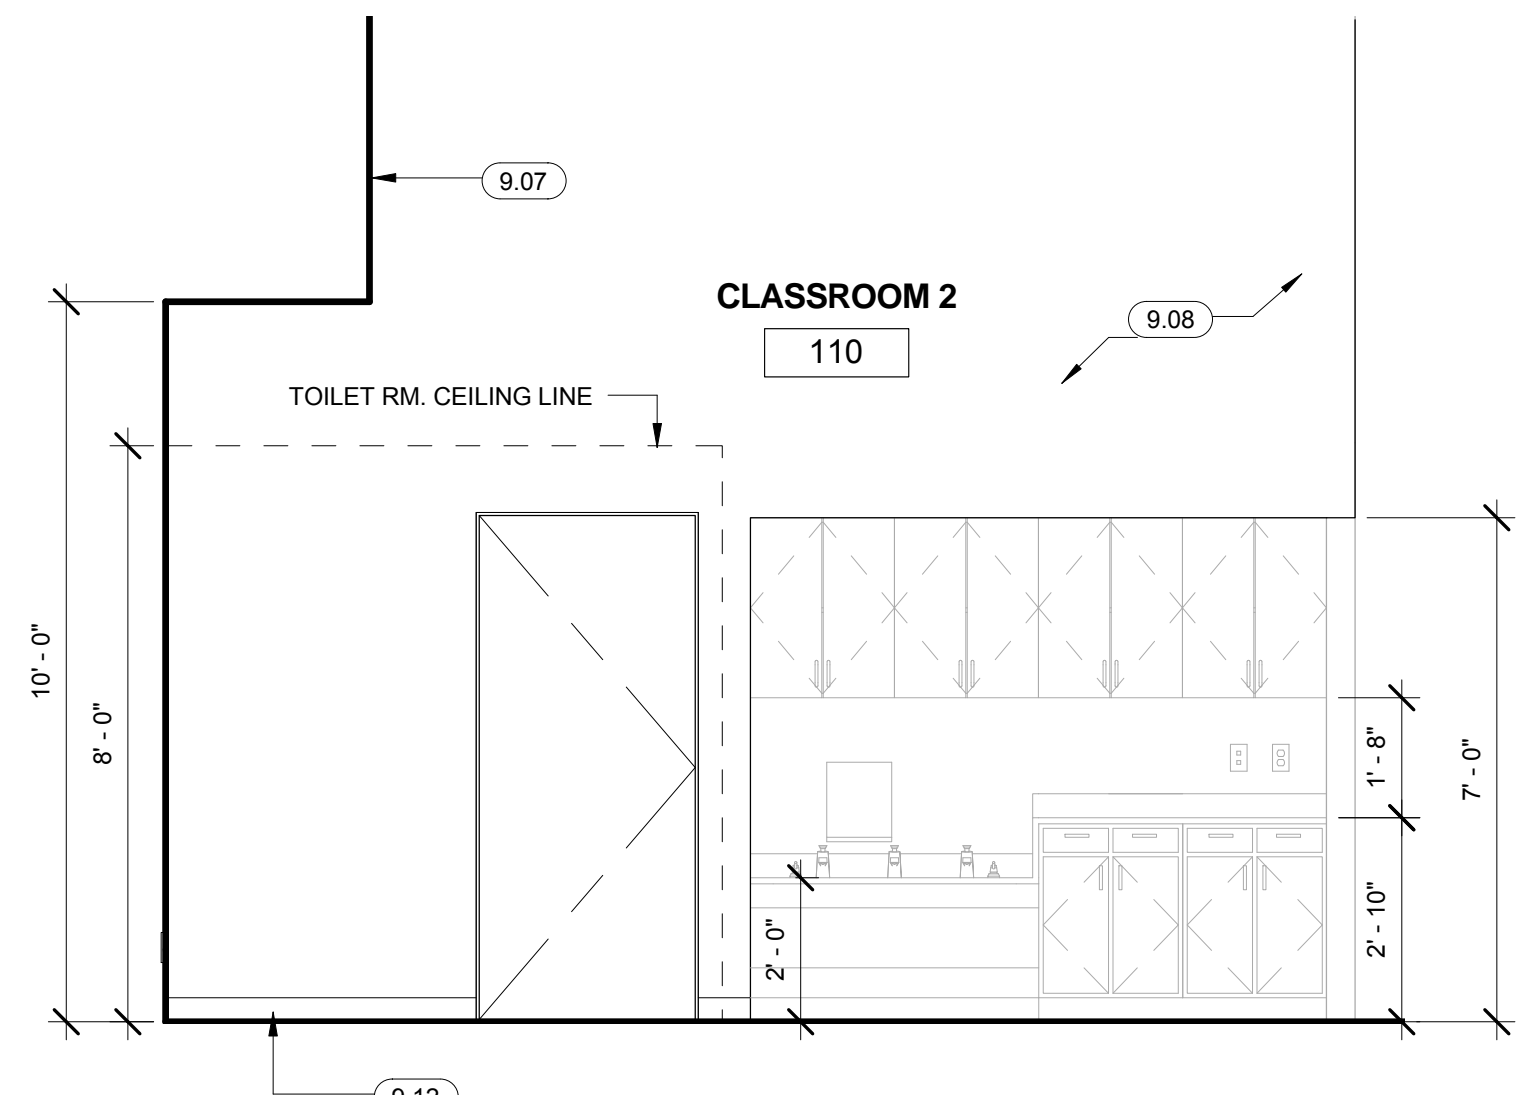 9.07
CLASSROOM 2
110
9.08
TOILET RM. CEILING LINE
10' - 0"
8' - 0"
2' - 0"
1' - 8"
2' - 10"
7' - 0"